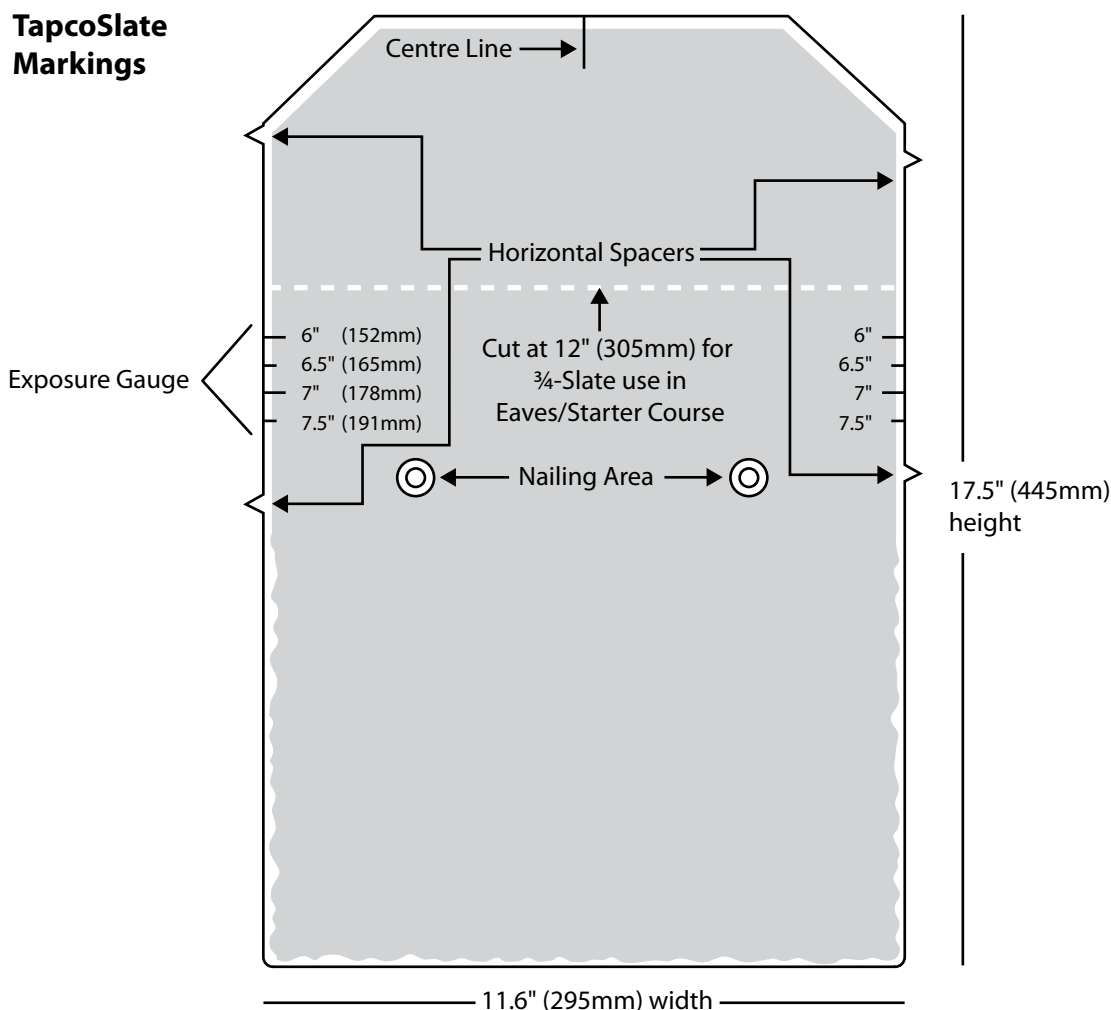 TapcoSlate
Markings
Centre Line
Horizontal Spacers
6" (152mm)
6.5" (165mm)
7" (178mm)
7.5" (191mm)
Exposure Gauge
Cut at 12" (305mm) for
¾-Slate use in
Eaves/Starter Course
6"
6.5"
7"
7.5"
Nailing Area
17.5" (445mm)
height
11.6" (295mm) width